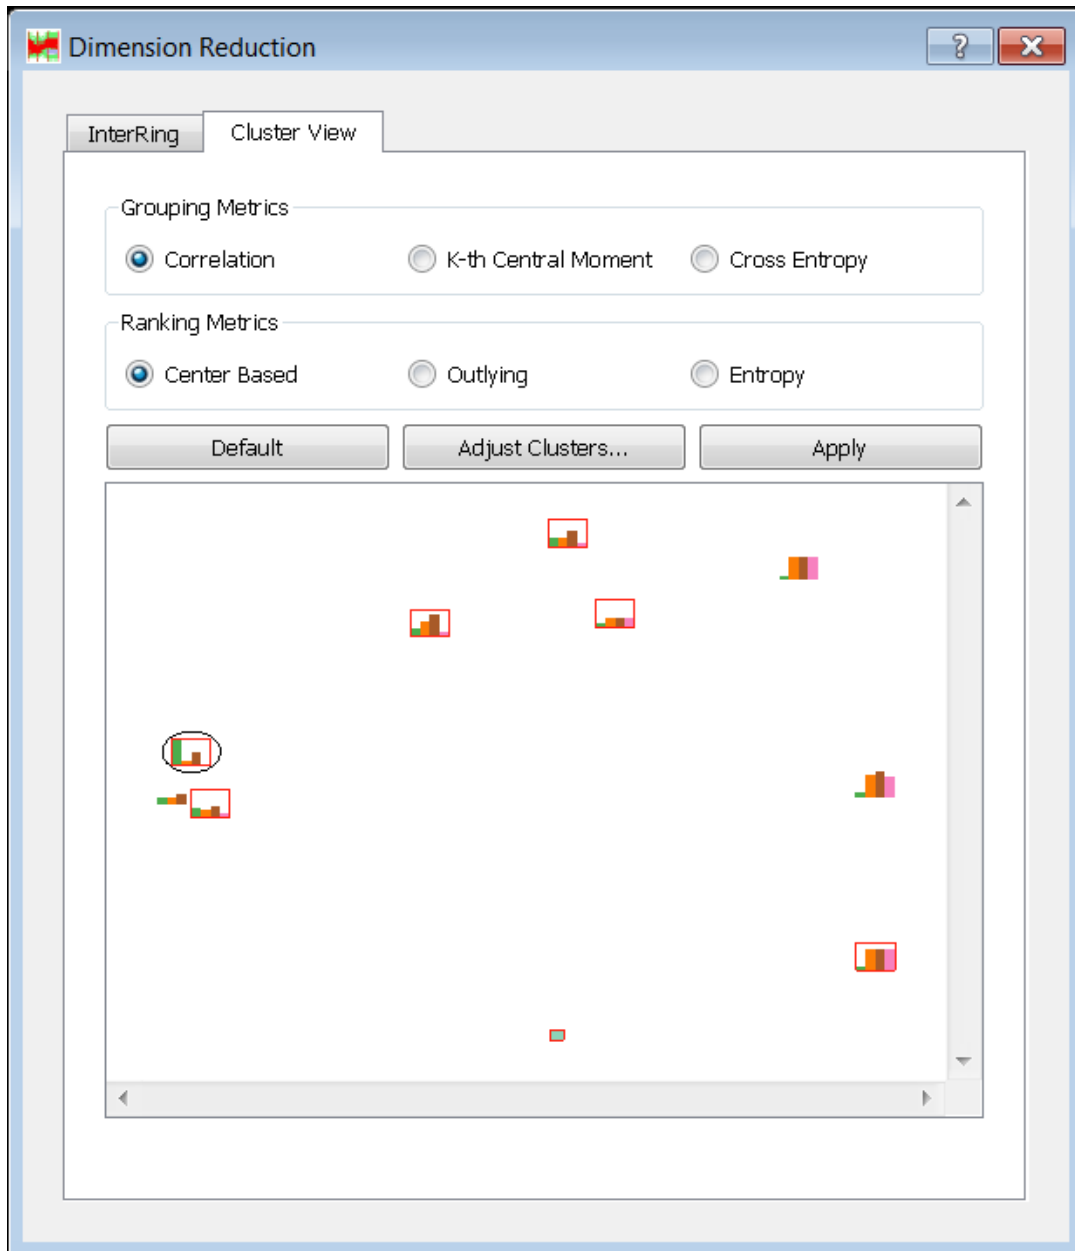 Dimension Reduction
InterRing Cluster View
Grouping Metrics
Correlation K-th Central Moment Cross Entropy
Ranking Metrics
Center Based Outlying Entropy
Default Adjust Clusters... Apply